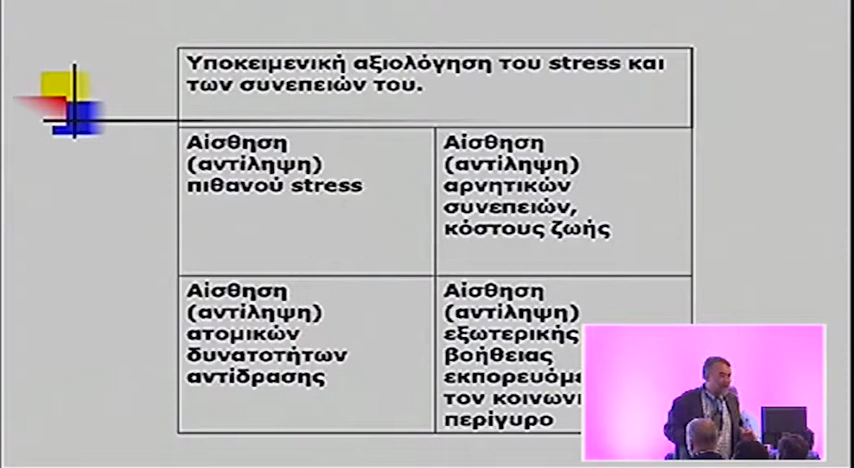 Υποκειμενική αξιολόγηση του stress και
των συνεπειών του.
Αίσθηση
(αντίληψη)
πιθανού stress
Αίσθηση
(αντίληψη)
αρνητικών
συνεπειών,
κόστους ζωής
Αίσθηση
(αντίληψη)
ατομικών
δυνατοτήτων
αντίδρασης
Αίσθηση
(αντίληψη)
εξωτερικής
βοήθειας
τον
περίγυρο